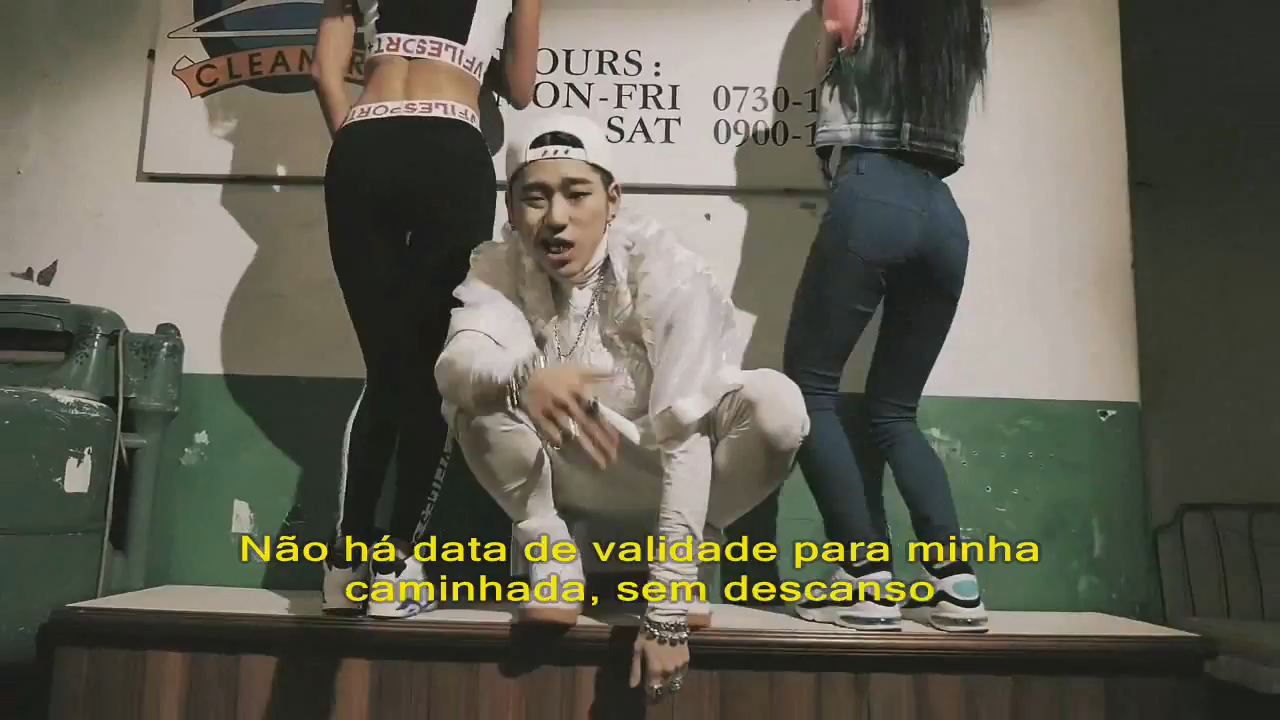 CLEAN
OURS :
ON-FRI 0730-1
SAT 0900-1
VFILESPORT
Não há data de validade para minha
caminhada, sem descanso